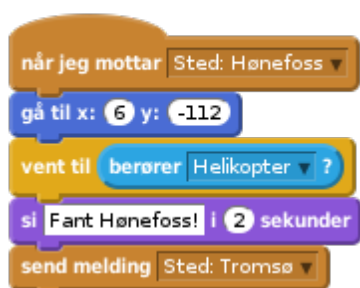 når jeg mottar Sted: Hønefoss
gå til x: 6 y: -112
vent til berører Helikopter ?
si Fant Hønefoss! i 2 sekunder
send melding Sted: Tromsø